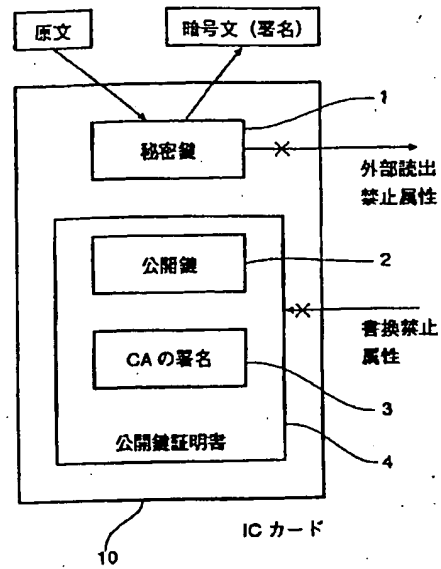 原文
暗号文（署名）
1
秘密鍵
外部読出
禁止属性
公開鍵
2
書換禁止
属性
CAの署名
3
公開鍵証明書
4
ICカード
10